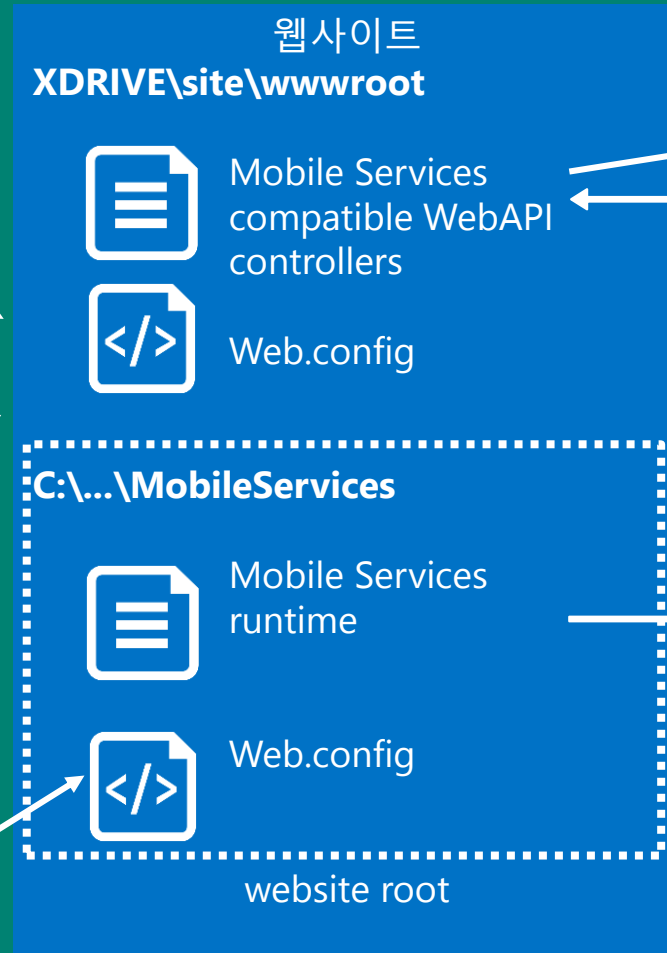 웹사이트
XDRIVE\site\wwwroot
Mobile Services
compatible WebAPI
controllers
</>
Web.config
C:\...\MobileServices
Mobile Services
runtime
</>
Web.config
website root